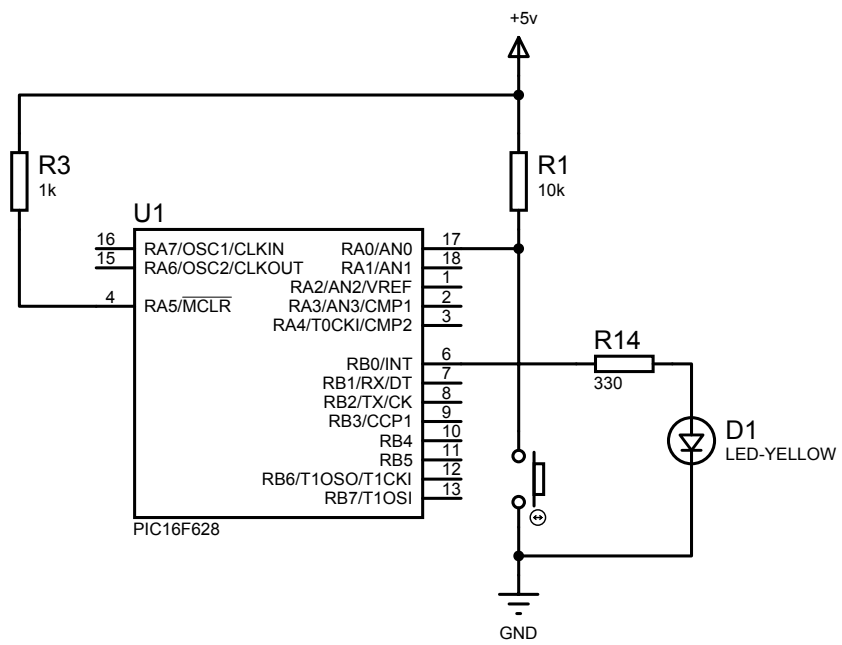 +5v
R3
1k
R1
10k
U1
16 RA7/OSC1/CLKIN RA0/AN0 17
15 RA6/OSC2/CLKOUT RA1/AN1 18
RA2/AN2/VREF 1
4 RA5/MCLR RA3/AN3/CMP1 2
RA4/T0CKI/CMP2 3
RB0/INT 6
RB1/RX/DT 7
RB2/TX/CK 8
RB3/CCP1 9
RB4 10
RB5 11
RB6/T1OSO/T1CKI 12
RB7/T1OSI 13
PIC16F628
R14
330
D1
LED-YELLOW
GND